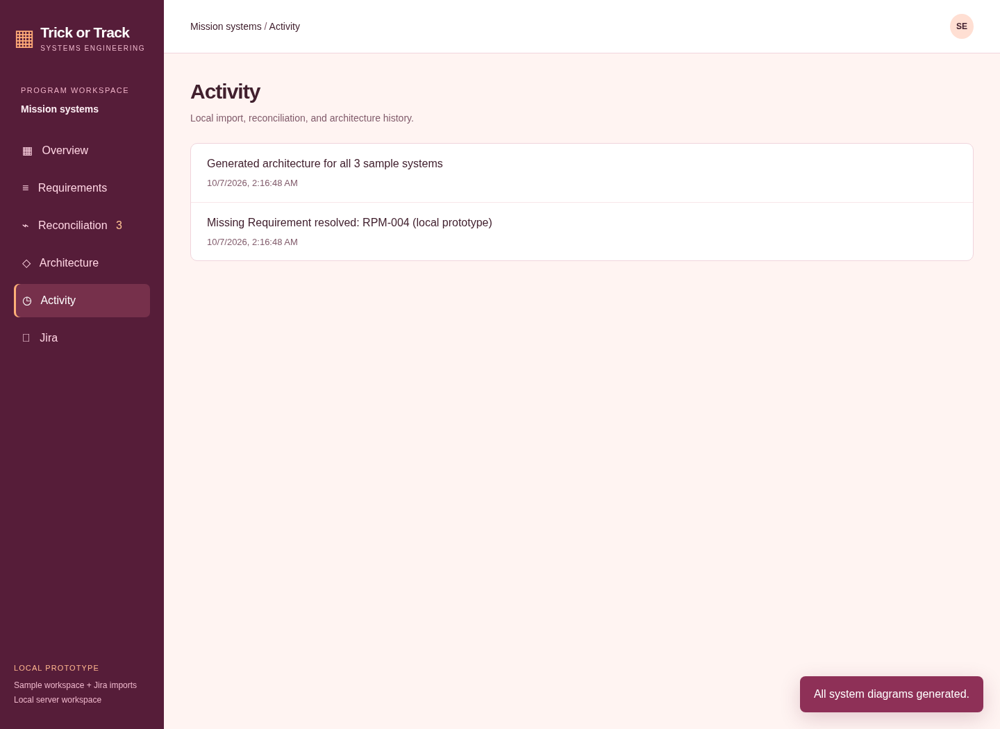 Trick or Track
SYSTEMS ENGINEERING
PROGRAM WORKSPACE
Mission systems
Overview
Requirements
Reconciliation 3
Architecture
Activity
Jira
LOCAL PROTOTYPE
Sample workspace + Jira imports
Local server workspace
Mission systems / Activity
SE
Activity
Local import, reconciliation, and architecture history.
Generated architecture for all 3 sample systems
10/7/2026, 2:16:48 AM
Missing Requirement resolved: RPM-004 (local prototype)
10/7/2026, 2:16:48 AM
All system diagrams generated.